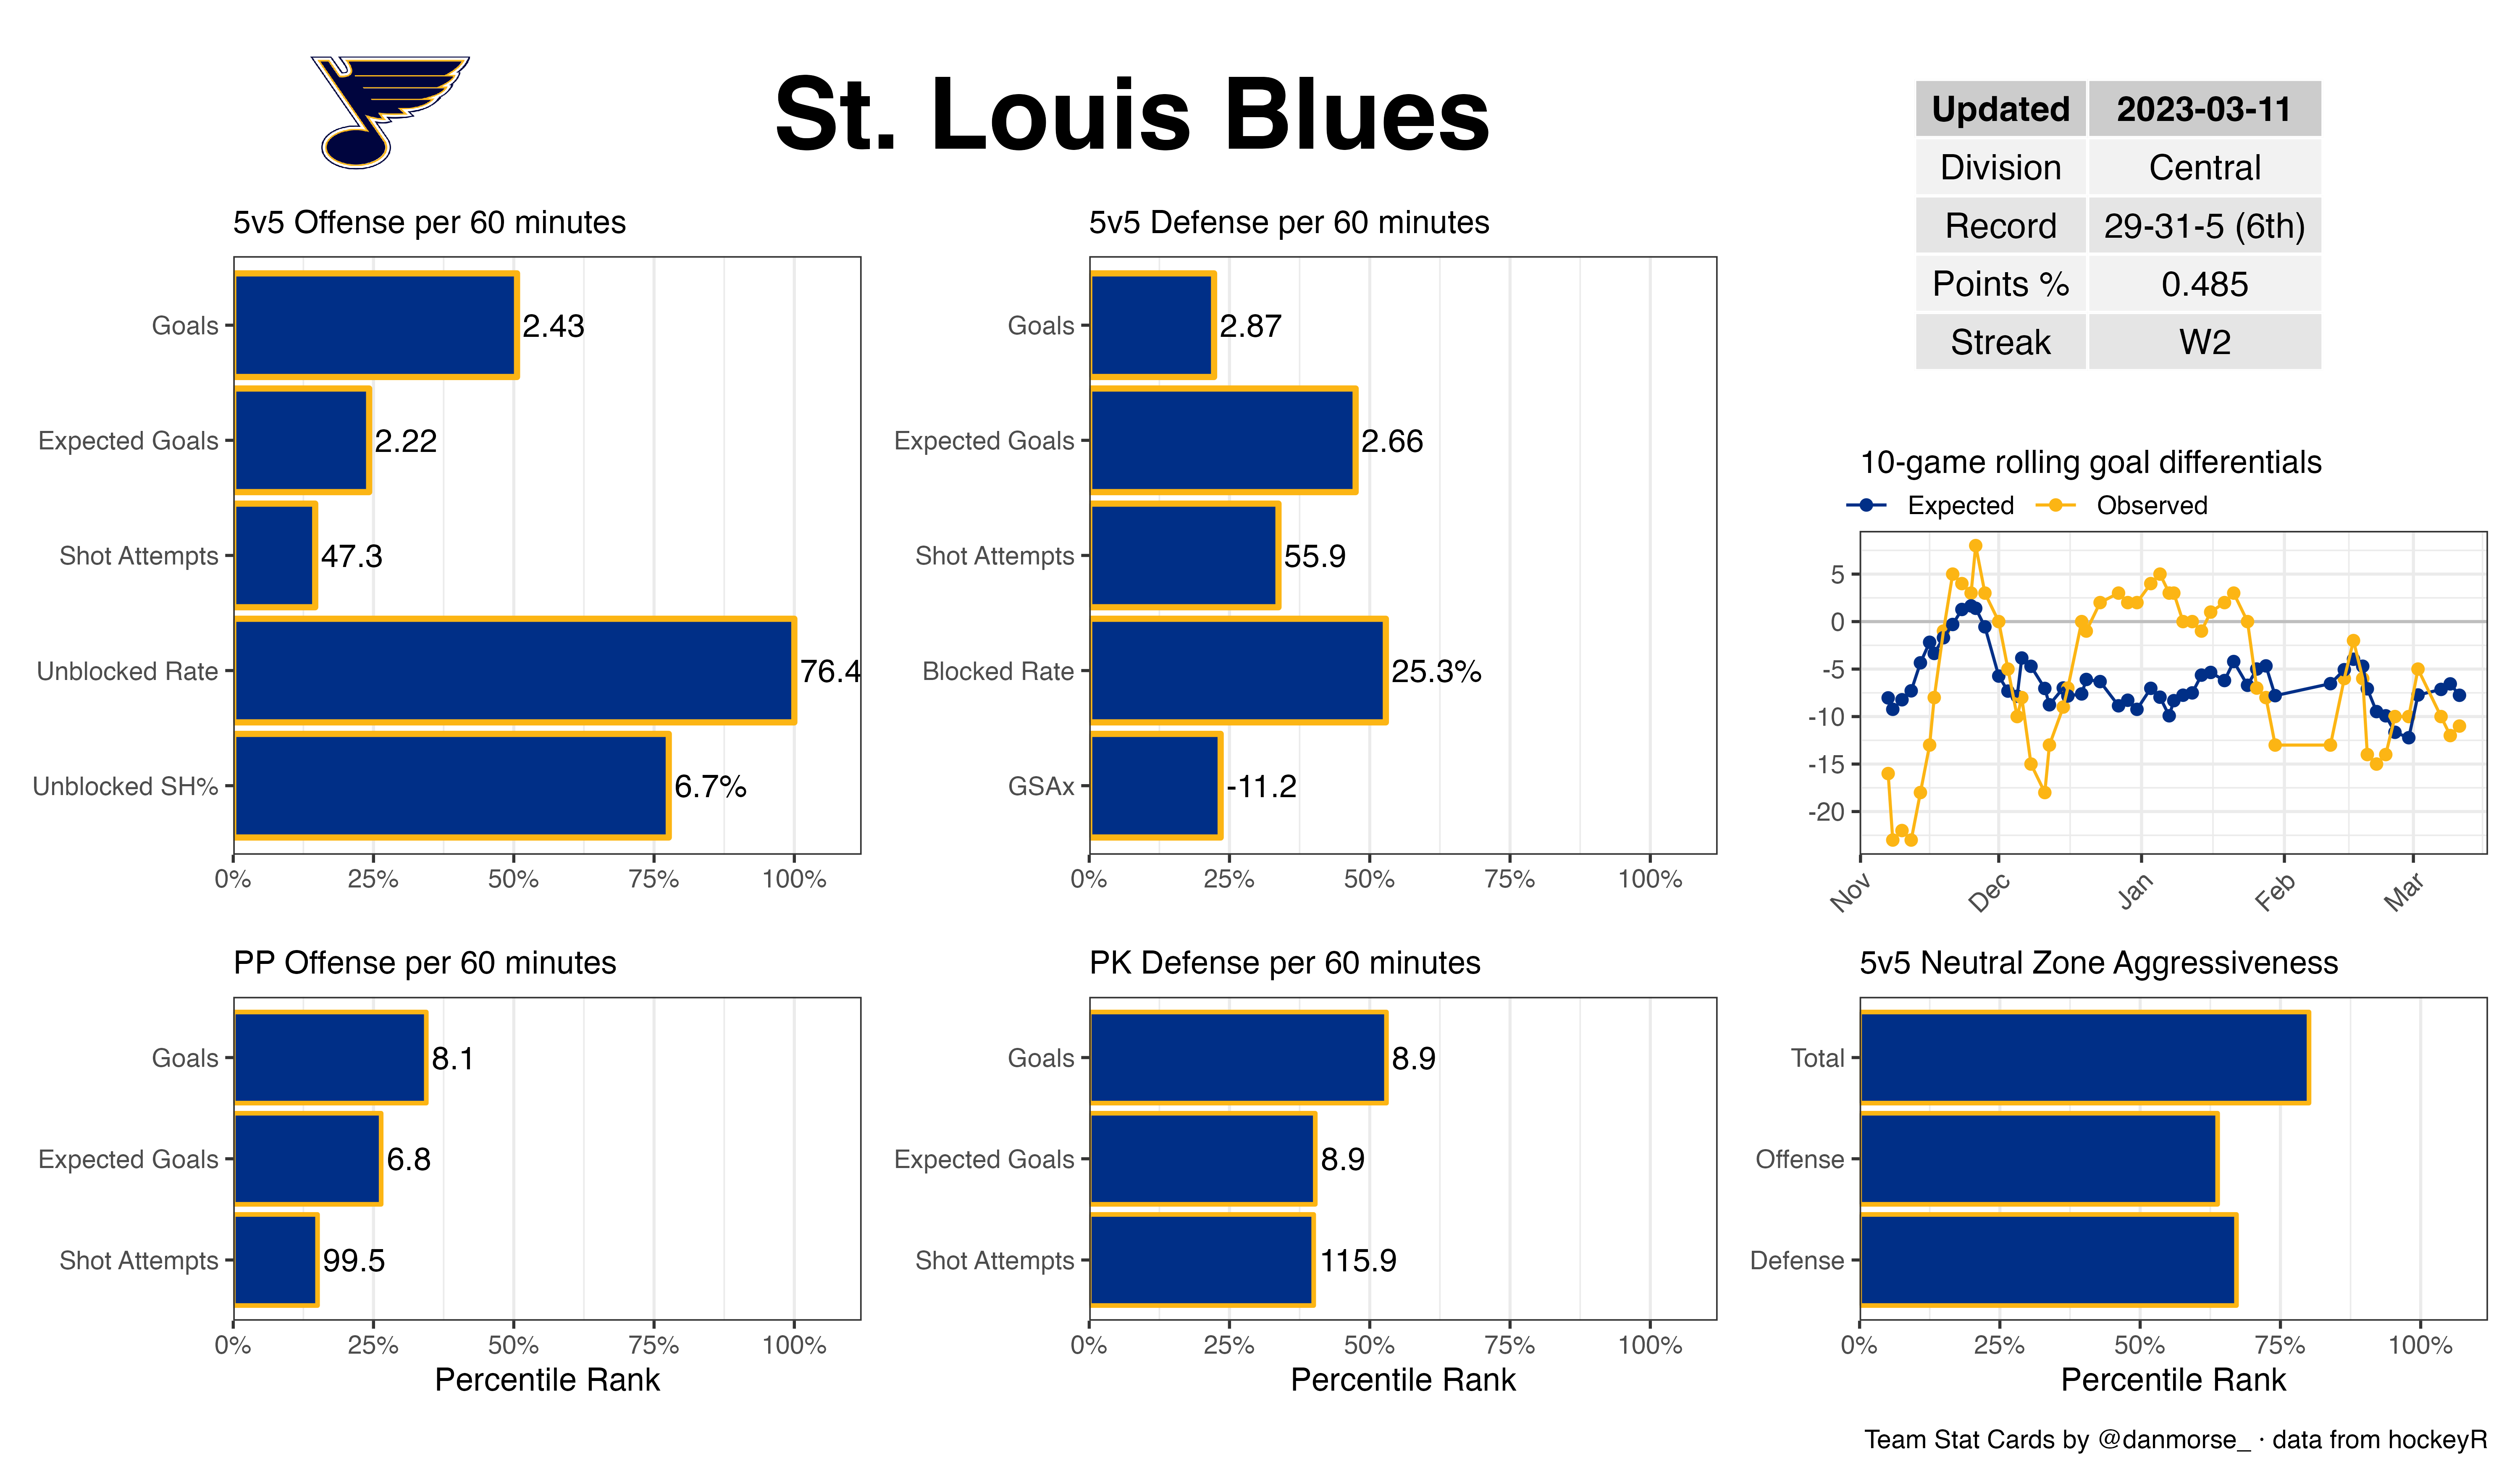 St. Louis Blues
Updated 2023-03-11
Division Central
Record 29-31-5 (6th)
Points % 0.485
Streak W2
5v5 Offense per 60 minutes
Goals 2.43
Expected Goals 2.22
Shot Attempts 47.3
Unblocked Rate 76.4
Unblocked SH% 6.7%
0% 25% 50% 75% 100%
5v5 Defense per 60 minutes
Goals 2.87
Expected Goals 2.66
Shot Attempts 55.9
Blocked Rate 25.3%
GSAx -11.2
0% 25% 50% 75% 100%
10-game rolling goal differentials
Expected Observed
5
0
-5
-10
-15
-20
Nov Dec Jan Feb Mar
PP Offense per 60 minutes
Goals 8.1
Expected Goals 6.8
Shot Attempts 99.5
0% 25% 50% 75% 100%
Percentile Rank
PK Defense per 60 minutes
Goals 8.9
Expected Goals 8.9
Shot Attempts 115.9
0% 25% 50% 75% 100%
Percentile Rank
5v5 Neutral Zone Aggressiveness
Total
Offense
Defense
0% 25% 50% 75% 100%
Percentile Rank
Team Stat Cards by @danmorse_ · data from hockeyR